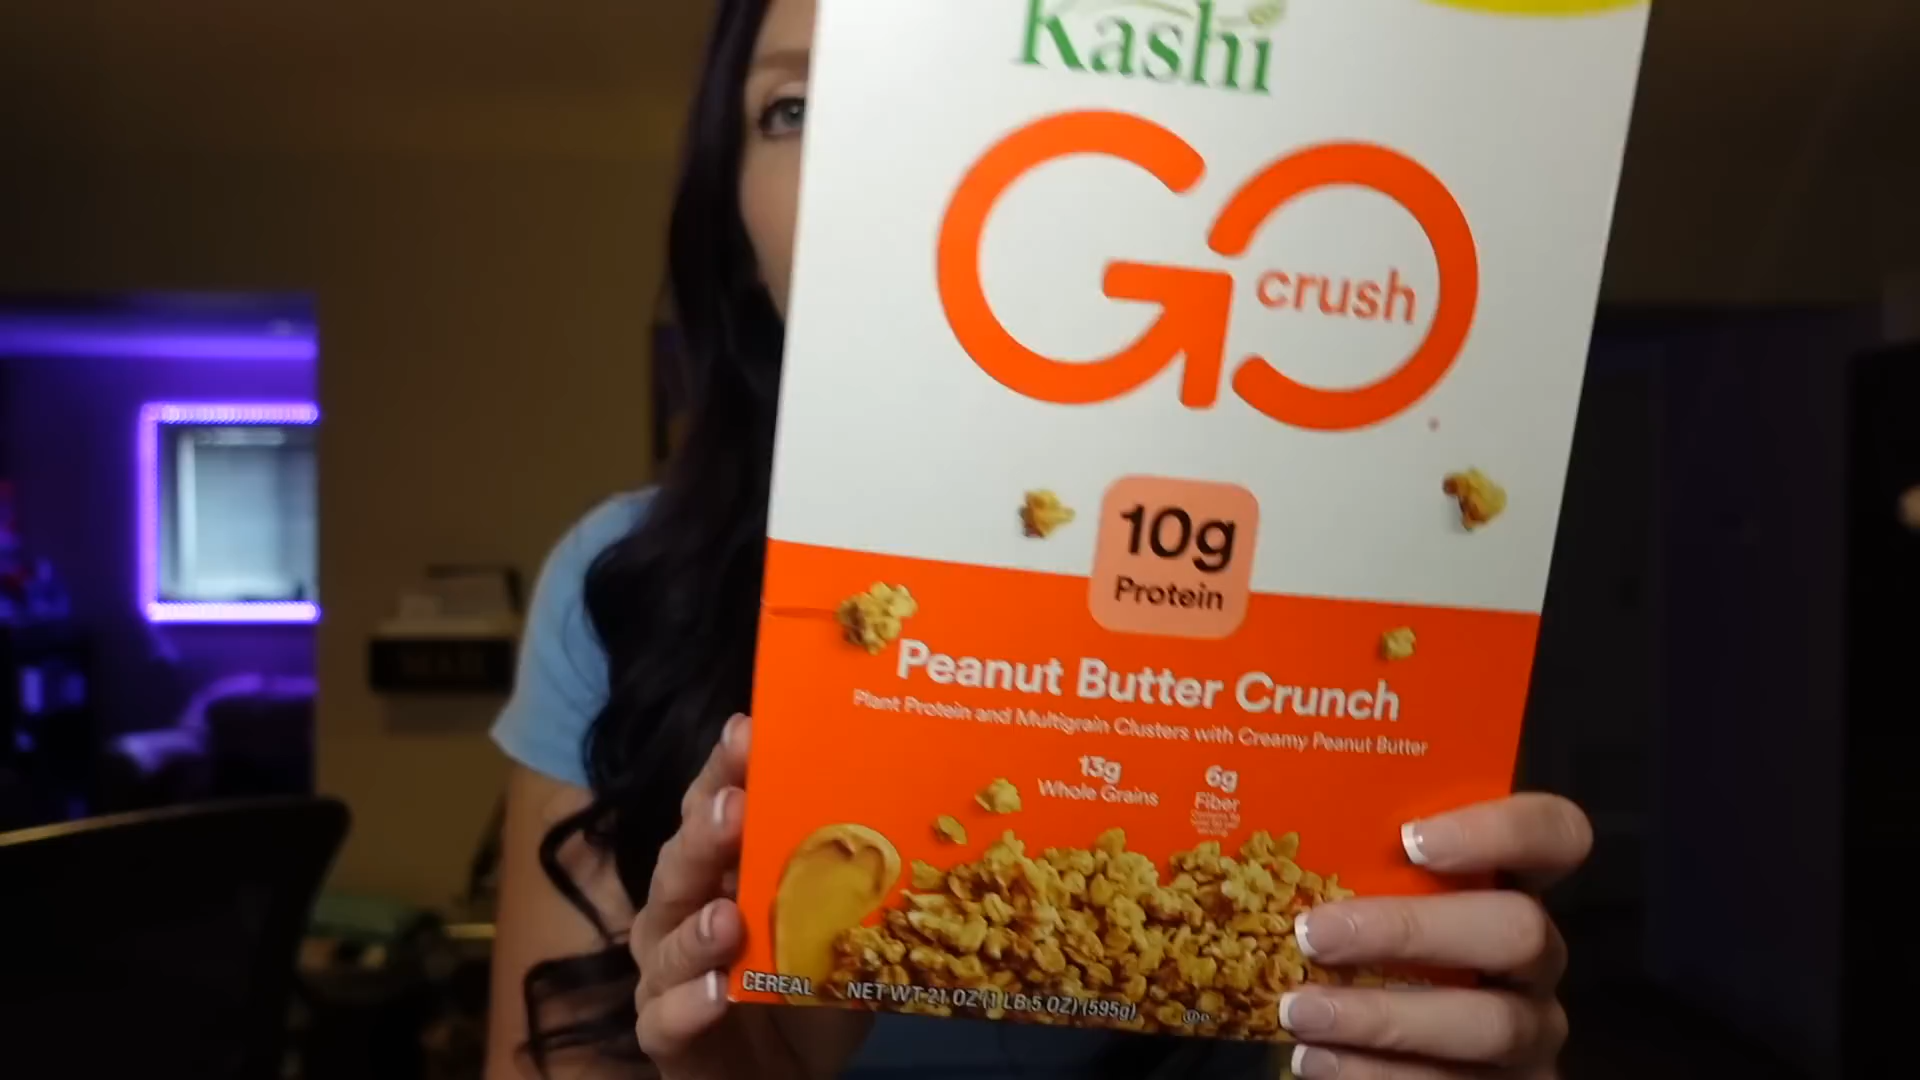 Kashi
GO
crush
10g
Protein
Peanut Butter Crunch
Plant Protein and Multigrain Clusters with Creamy Peanut Butter
13g
Whole Grains
6g
Fiber
CEREAL
NET WT 21 OZ (1 LB 5 OZ) (595g)